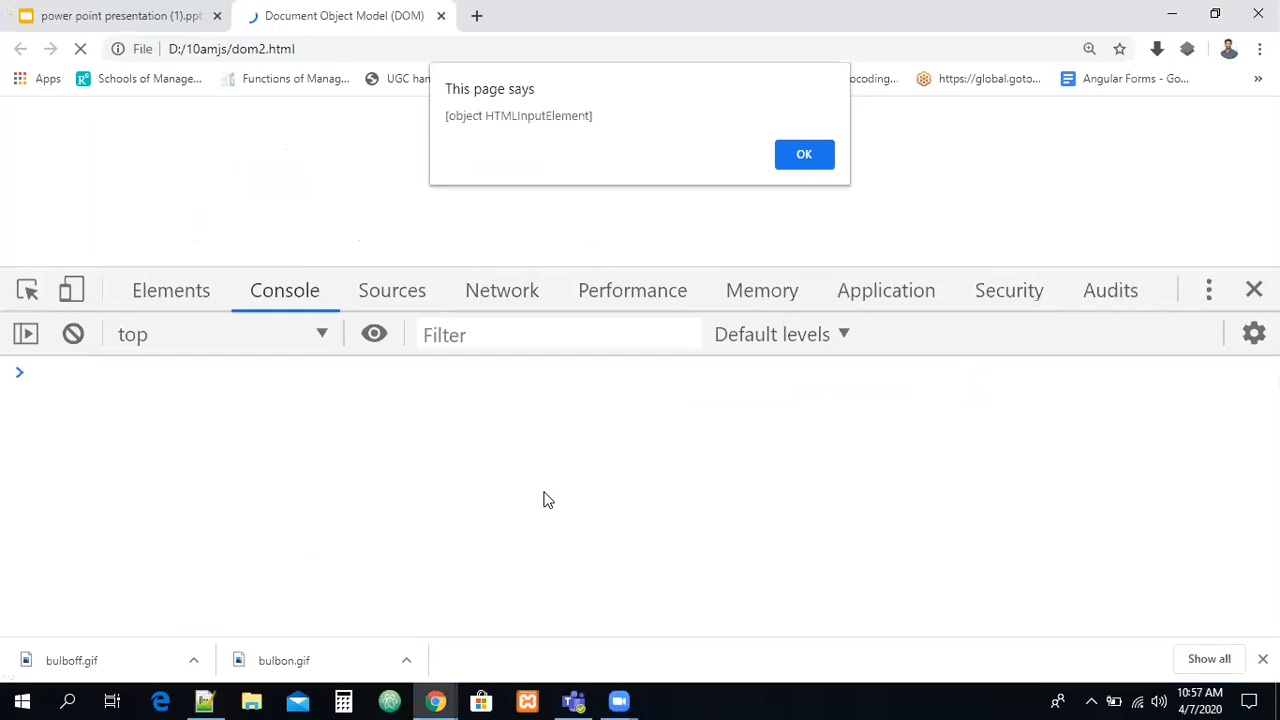 power point presentation (1).ppt
Document Object Model (DOM)
File
D:/10amjs/dom2.html
Apps
Schools of Manage...
Functions of Manag...
UGC han
ocoding...
https://global.goto...
Angular Forms - Go...
»
This page says
[object HTMLInputElement]
OK
Elements
Console
Sources
Network
Performance
Memory
Application
Security
Audits
top
Filter
Default levels
>
bulboff.gif
bulbon.gif
Show all
10:57 AM
4/7/2020